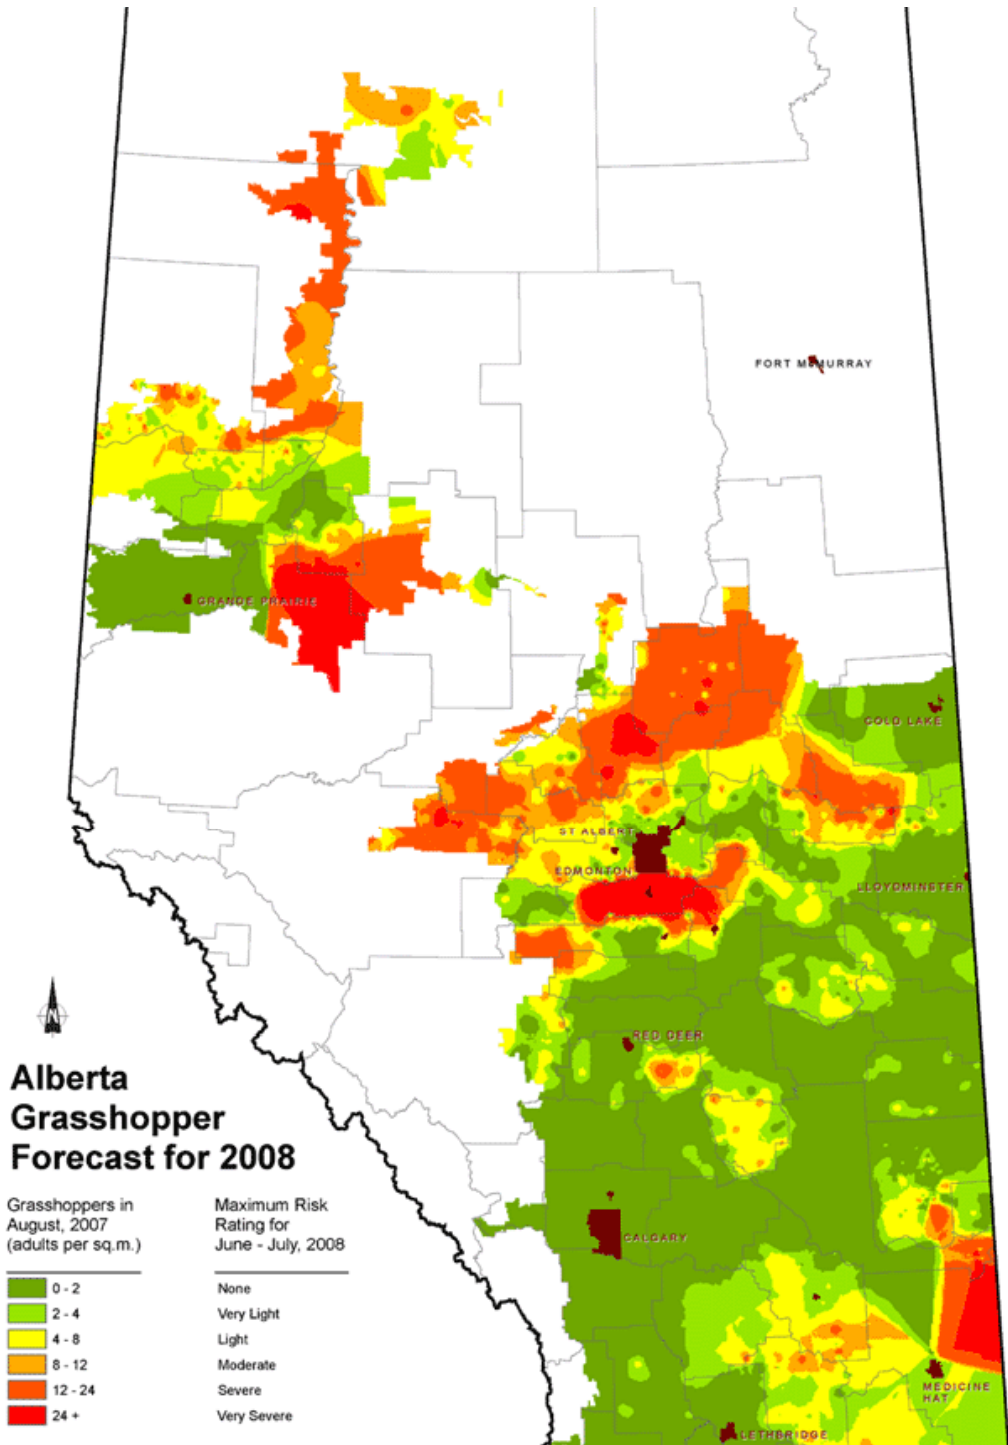 FORT McMURRAY
GRANDE PRAIRIE
COLD LAKE
ST ALBERT
EDMONTON
LLOYDMINSTER
N
RED DEER
Alberta
Grasshopper
Forecast for 2008
Grasshoppers in
August, 2007
(adults per sq.m.)
Maximum Risk
Rating for
June - July, 2008
CALGARY
0 - 2 None
2 - 4 Very Light
4 - 8 Light
8 - 12 Moderate
12 - 24 Severe
24 + Very Severe
MEDICINE
HAT
LETHBRIDGE